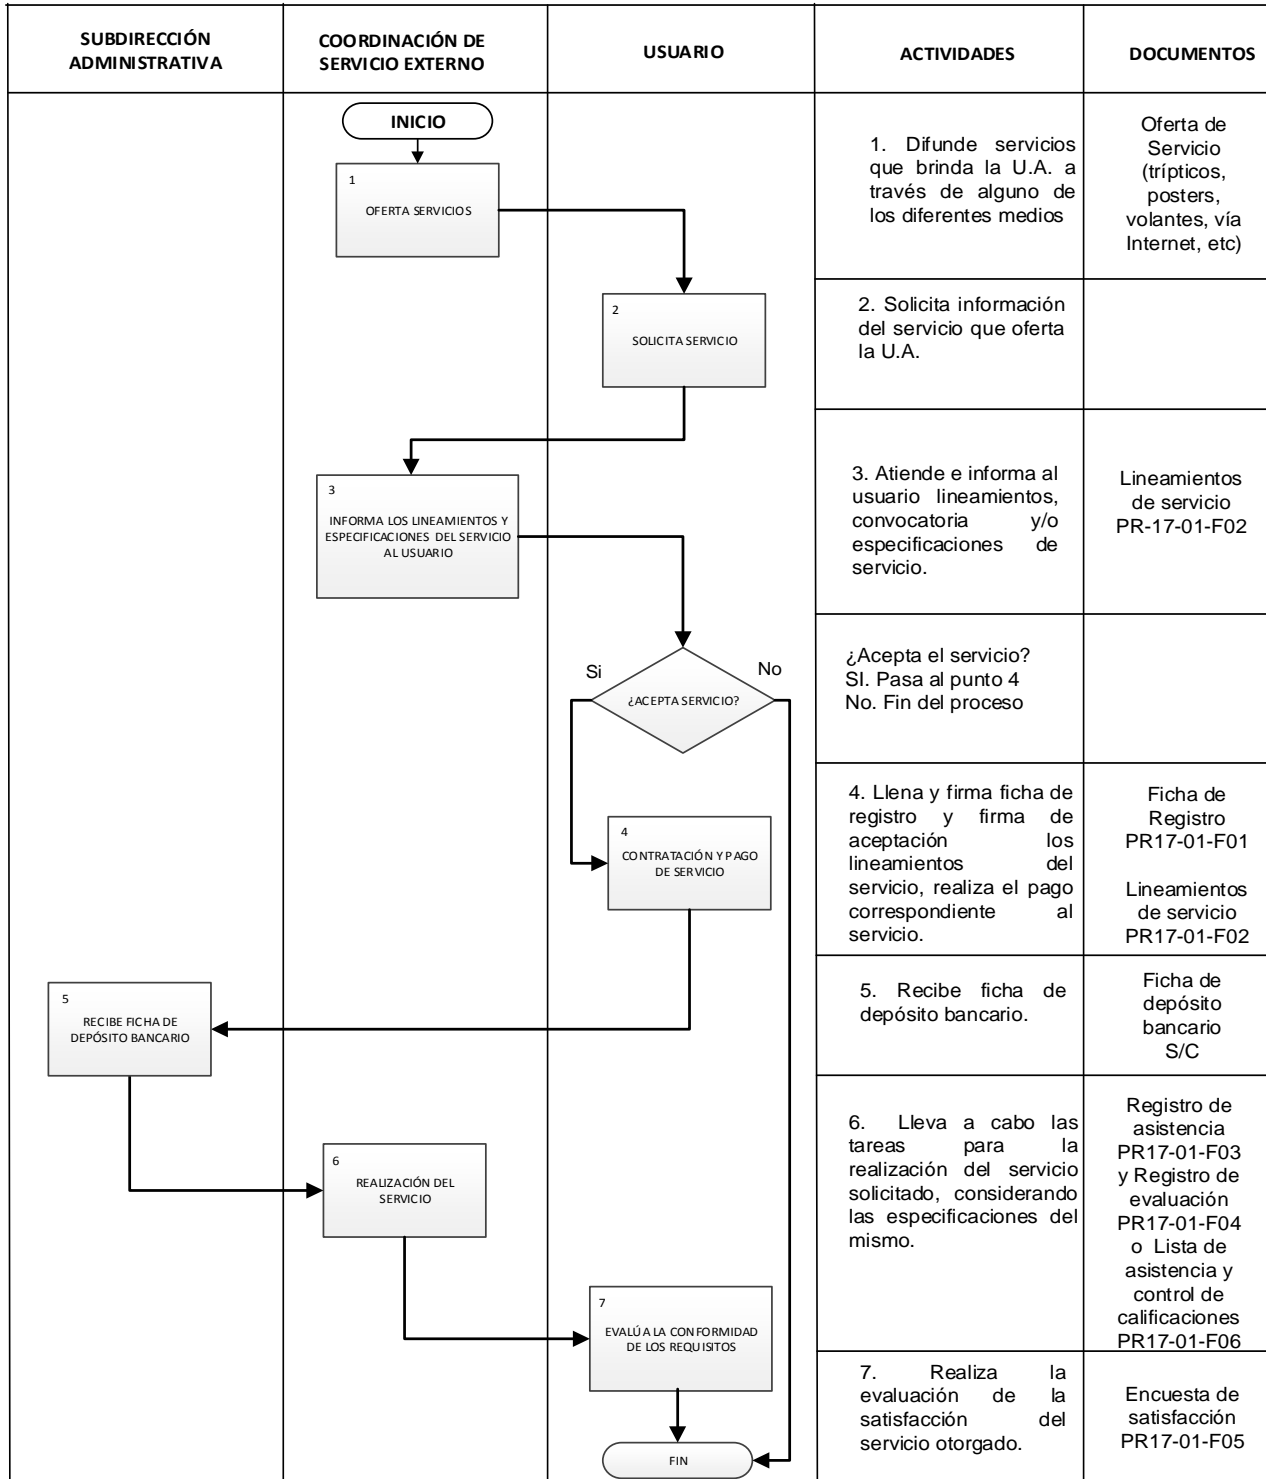 SUBDIRECCIÓN
ADMINISTRATIVA
COORDINACIÓN DE
SERVICIO EXTERNO
USUARIO
ACTIVIDADES
DOCUMENTOS
INICIO
1
OFERTA SERVICIOS
1. Difunde servicios
que brinda la U.A. a
través de alguno de
los diferentes medios
Oferta de
Servicio
(trípticos,
posters,
volantes, vía
Internet, etc)
2
SOLICITA SERVICIO
2. Solicita información
del servicio que oferta
la U.A.
3
INFORMA LOS LINEAMIENTOS Y
ESPECIFICACIONES DEL SERVICIO
AL USUARIO
3. Atiende e informa al
usuario lineamientos,
convocatoria y/o
especificaciones de
servicio.
Lineamientos
de servicio
PR-17-01-F02
Si
No
¿ACEPTA SERVICIO?
¿Acepta el servicio?
SI. Pasa al punto 4
No. Fin del proceso
4
CONTRATACIÓN Y PAGO
DE SERVICIO
4. Llena y firma ficha de
registro y firma de
aceptación los
lineamientos del
servicio, realiza el pago
correspondiente al
servicio.
Ficha de
Registro
PR17-01-F01
Lineamientos
de servicio
PR17-01-F02
5
RECIBE FICHA DE
DEPÓSITO BANCARIO
5. Recibe ficha de
depósito bancario.
Ficha de
depósito
bancario
S/C
6
REALIZACIÓN DEL
SERVICIO
6. Lleva a cabo las
tareas para la
realización del servicio
solicitado, considerando
las especificaciones del
mismo.
Registro de
asistencia
PR17-01-F03
y Registro de
evaluación
PR17-01-F04
o Lista de
asistencia y
control de
calificaciones
PR17-01-F06
7
EVALÚA LA CONFORMIDAD
DE LOS REQUISITOS
7. Realiza la
evaluación de la
satisfacción del
servicio otorgado.
Encuesta de
satisfacción
PR17-01-F05
FIN